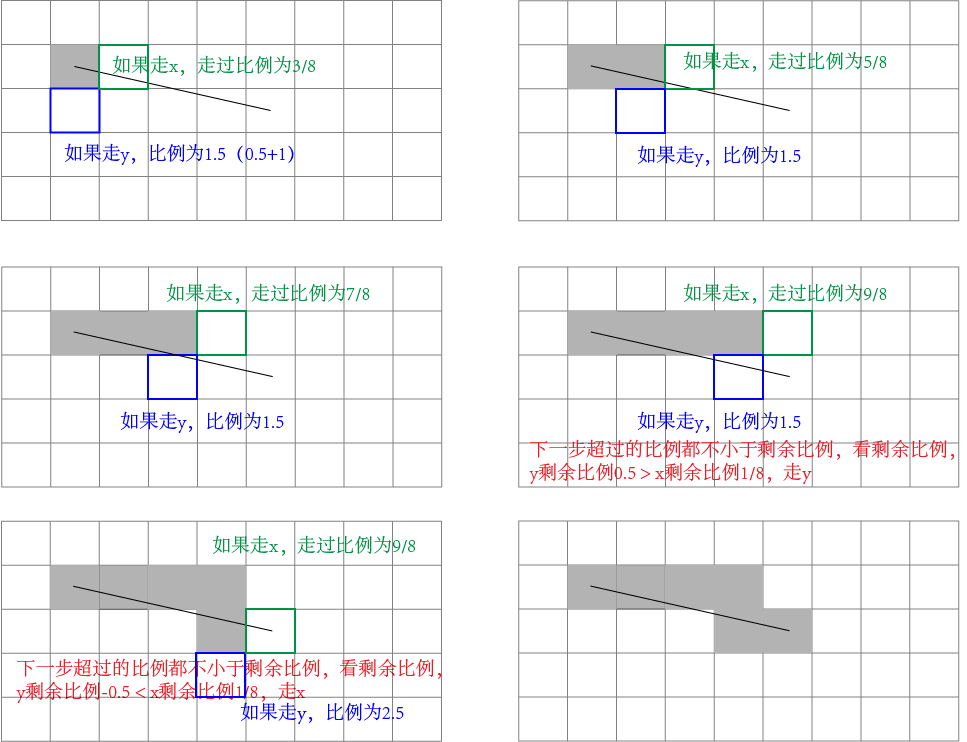 如果走x，走过比例为3/8
如果走y，比例为1.5（0.5+1）
如果走x，走过比例为5/8
如果走y，比例为1.5
如果走x，走过比例为7/8
如果走y，比例为1.5
如果走x，走过比例为9/8
如果走y，比例为1.5
下一步超过的比例都不小于剩余比例，看剩余比例，
y剩余比例0.5 > x剩余比例1/8，走y
如果走x，走过比例为9/8
下一步超过的比例都不小于剩余比例，看剩余比例，
y剩余比例-0.5 < x剩余比例1/8，走x
如果走y，比例为2.5